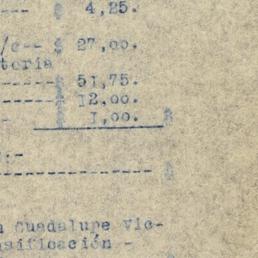 --- $ 4,25.
/c-- $ 27,00.
toria
----- $ 51,75.
------ $ 12,00.
- $ 1,00. $
:-
-------------- $
Guadalupe Vic-
sificación -